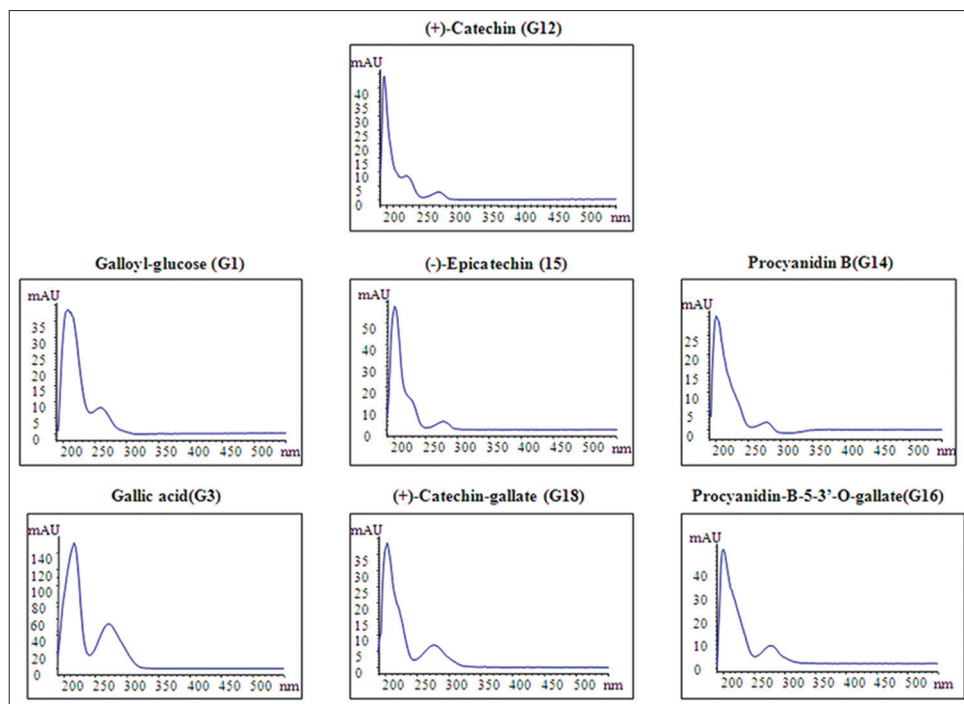 (+)-Catechin (G12)
mAU
40
35
30
25
20
15
10
5
0
200 250 300 350 400 450 500 nm
Galloyl-glucose (G1)
mAU
35
30
25
20
15
10
5
0
200 250 300 350 400 450 500 nm
(-)-Epicatechin (15)
mAU
50
40
30
20
10
0
200 250 300 350 400 450 500 nm
Procyanidin B(G14)
mAU
25
20
15
10
5
0
200 250 300 350 400 450 500 nm
Gallic acid(G3)
mAU
140
120
100
80
60
40
20
0
200 250 300 350 400 450 500 nm
(+)-Catechin-gallate (G18)
mAU
35
30
25
20
15
10
5
0
200 250 300 350 400 450 500 nm
Procyanidin-B-5-3’-O-gallate(G16)
mAU
40
30
20
10
0
200 250 300 350 400 450 500 nm